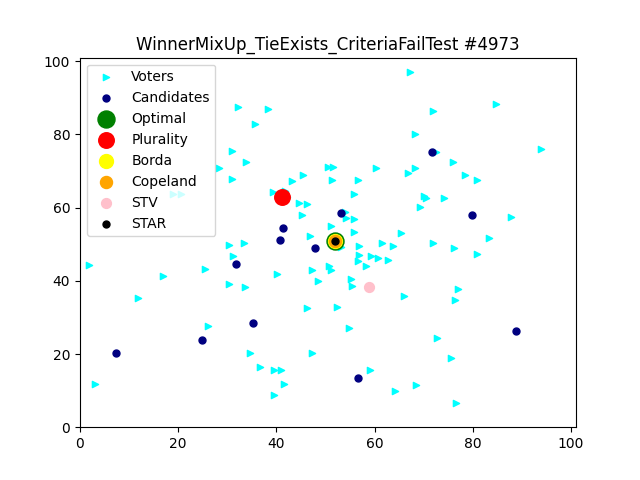 WinnerMixUp_TieExists_CriteriaFailTest #4973
100
80
60
40
20
0
Voters
Candidates
Optimal
Plurality
Borda
Copeland
STV
STAR
0 20 40 60 80 100